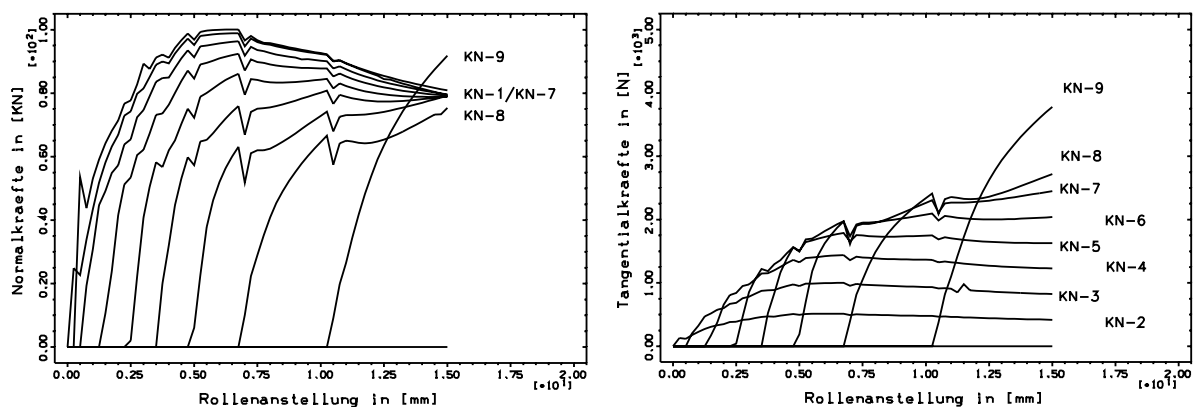 Normalkraefte in [KN]
[*10²]
1.00
0.80
0.60
0.40
0.20
0.00
KN-9
KN-1/KN-7
KN-8
0.00 0.25 0.50 0.75 1.00 1.25 1.50 1.75 2.00
[*10¹]
Rollenanstellung in [mm]
Tangentialkraefte in [N]
[*10³]
5.00
4.00
3.00
2.00
1.00
0.00
KN-9
KN-8
KN-7
KN-6
KN-5
KN-4
KN-3
KN-2
0.00 0.25 0.50 0.75 1.00 1.25 1.50 1.75 2.00
[*10¹]
Rollenanstellung in [mm]